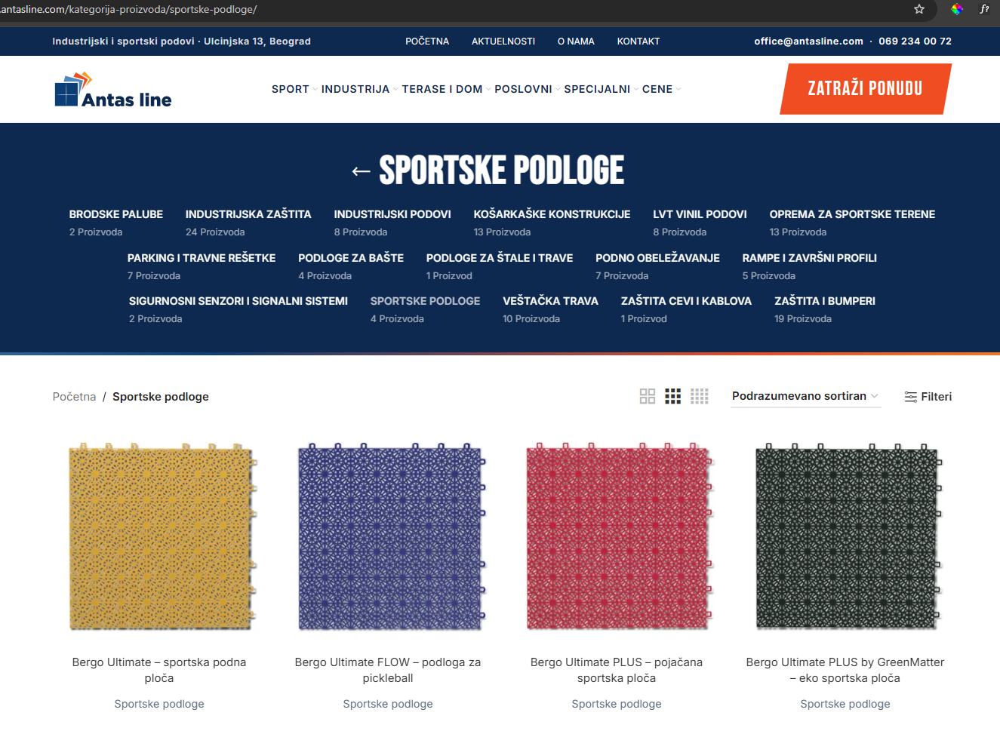 .antasline.com/kategorija-proizvoda/sportske-podloge/
Industrijski i sportski podovi · Ulcinjska 13, Beograd
POČETNA AKTUELNOSTI O NAMA KONTAKT
office@antasline.com · 069 234 00 72
Antas line
SPORT INDUSTRIJA TERASE I DOM POSLOVNI SPECIJALNI CENE
ZATRAŽI PONUDU
← SPORTSKE PODLOGE
BRODSKE PALUBE INDUSTRIJSKA ZAŠTITA INDUSTRIJSKI PODOVI KOŠARKAŠKE KONSTRUKCIJE LVT VINIL PODOVI OPREMA ZA SPORTSKE TERENE
2 Proizvoda 24 Proizvoda 8 Proizvoda 13 Proizvoda 8 Proizvoda 13 Proizvoda
PARKING I TRAVNE REŠETKE PODLOGE ZA BAŠTE PODLOGE ZA ŠTALE I TRAVE PODNO OBELEŽAVANJE RAMPE I ZAVRŠNI PROFILI
7 Proizvoda 4 Proizvoda 1 Proizvod 7 Proizvoda 5 Proizvoda
SIGURNOSNI SENZORI I SIGNALNI SISTEMI SPORTSKE PODLOGE VEŠTAČKA TRAVA ZAŠTITA CEVI I KABLOVA ZAŠTITA I BUMPERI
2 Proizvoda 4 Proizvoda 10 Proizvoda 1 Proizvod 19 Proizvoda
Početna / Sportske podloge
Podrazumevano sortiran
Filteri
Bergo Ultimate – sportska podna
ploča
Sportske podloge
Bergo Ultimate FLOW – podloga za
pickleball
Sportske podloge
Bergo Ultimate PLUS – pojačana
sportska ploča
Sportske podloge
Bergo Ultimate PLUS by GreenMatter
– eko sportska ploča
Sportske podloge